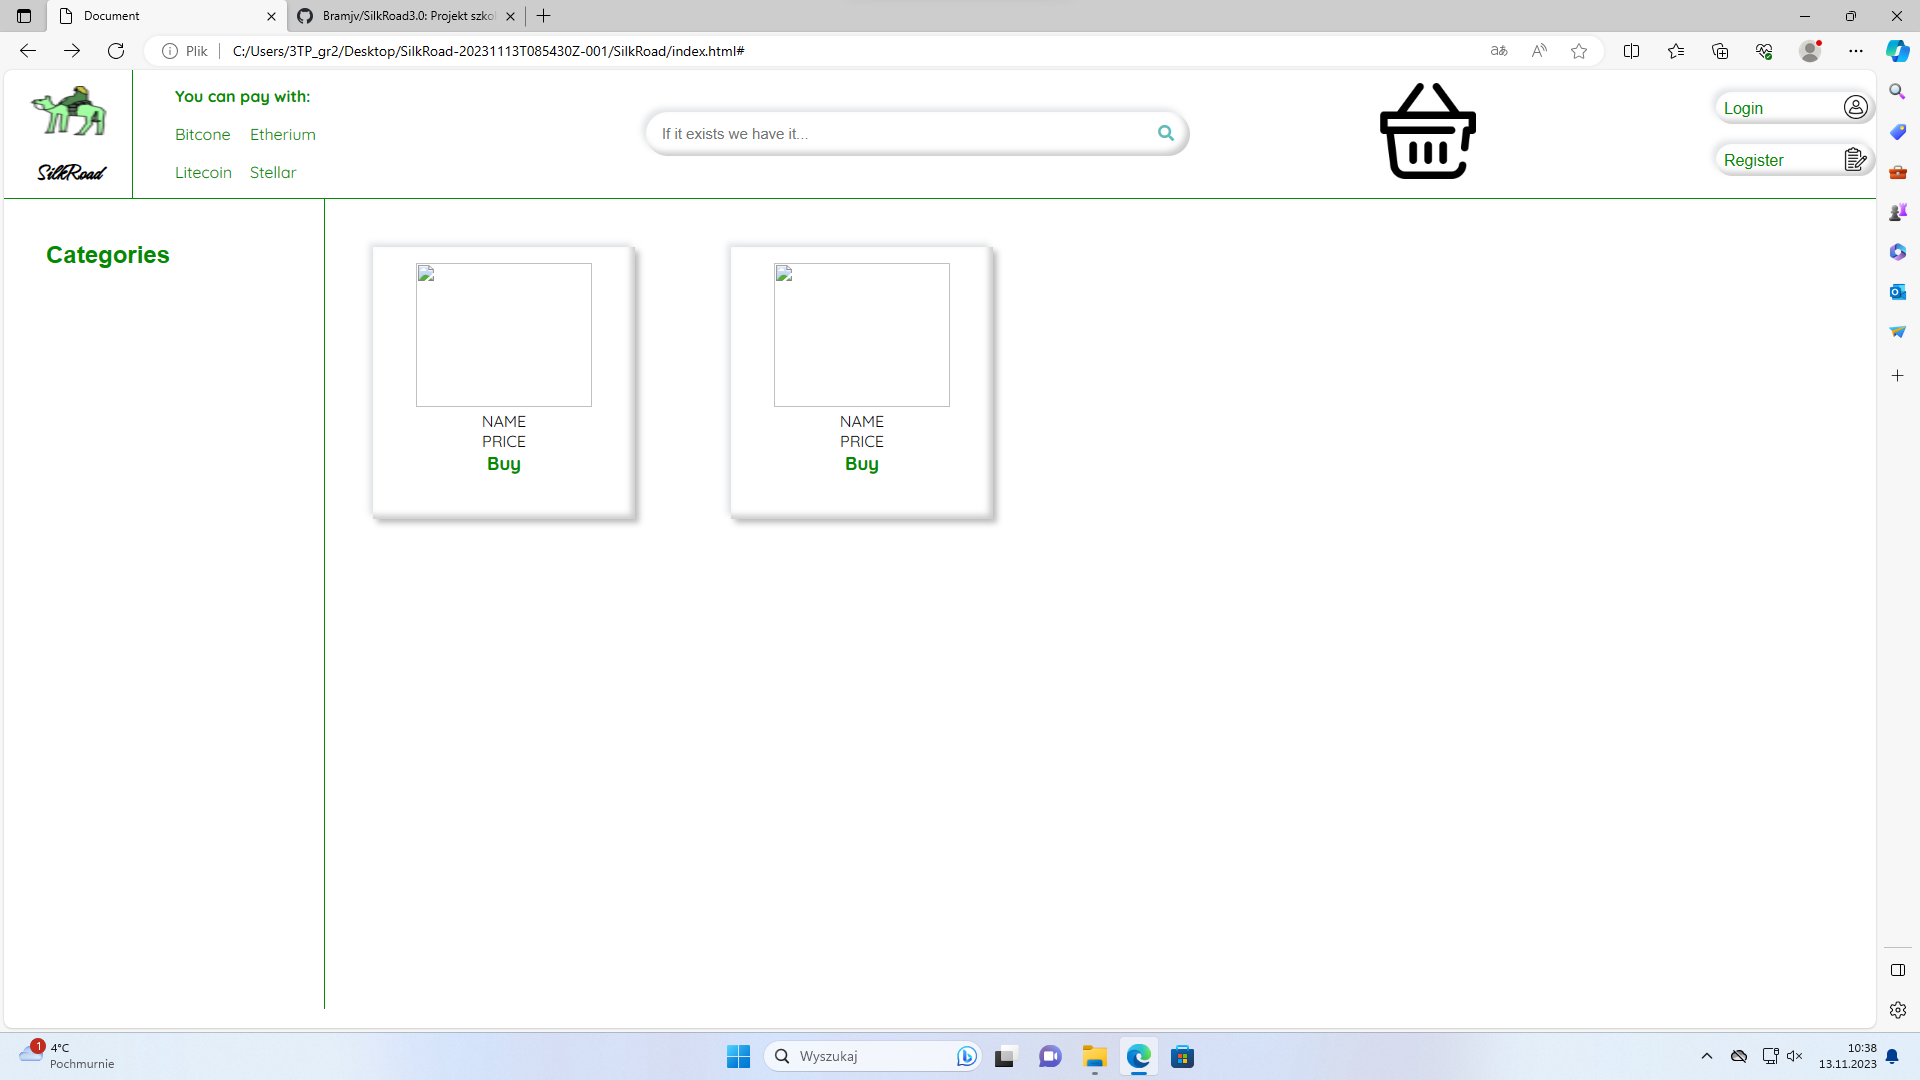 Document
Bramjv/SilkRoad3.0: Projekt szko
Plik
C:/Users/3TP_gr2/Desktop/SilkRoad-20231113T085430Z-001/SilkRoad/index.html#
You can pay with:
Bitcone Etherium
Litecoin Stellar
SilkRoad
If it exists we have it...
Login
Register
Categories
NAME
PRICE
Buy
NAME
PRICE
Buy
1
4°C
Pochmurnie
Wyszukaj
10:38
13.11.2023